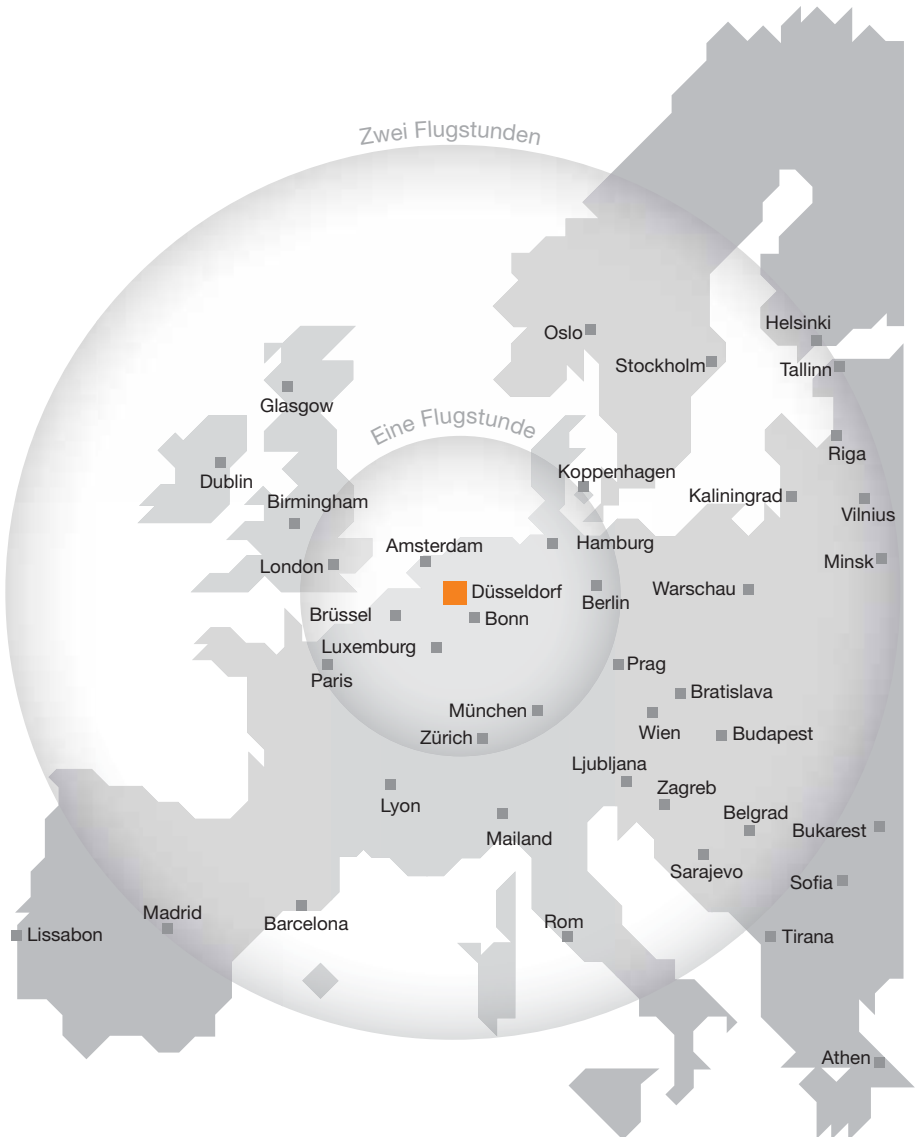 Zwei Flugstunden
Helsinki
Oslo
Stockholm
Tallinn
Glasgow
Eine Flugstunde
Riga
Koppenhagen
Dublin
Kaliningrad
Birmingham
Vilnius
Amsterdam
Hamburg
London
Minsk
Düsseldorf
Berlin
Warschau
Brüssel
Bonn
Luxemburg
Prag
Paris
Bratislava
München
Wien
Budapest
Zürich
Ljubljana
Zagreb
Lyon
Belgrad
Bukarest
Mailand
Sarajevo
Sofia
Madrid
Barcelona
Rom
Lissabon
Tirana
Athen